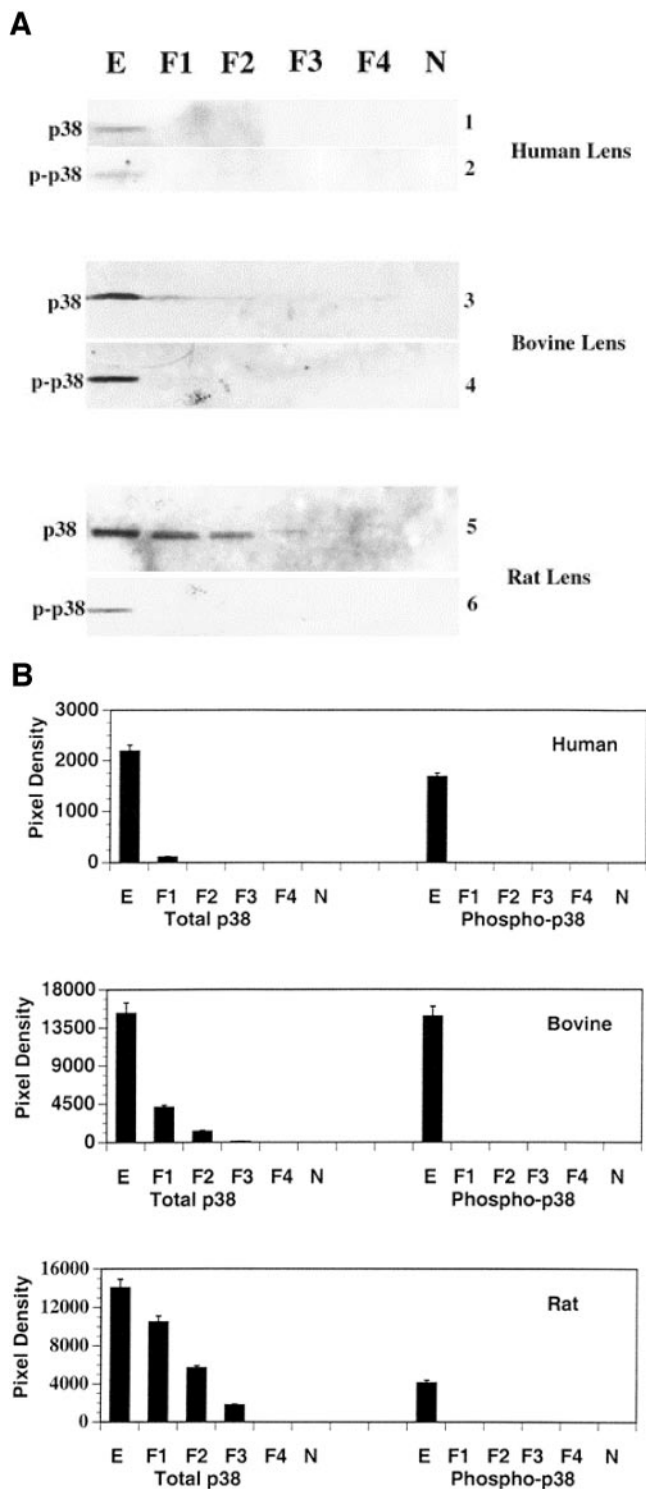 A
E F1 F2 F3 F4 N
p38 1
Human Lens
p-p38 2
p38 3
Bovine Lens
p-p38 4
p38 5
Rat Lens
p-p38 6
B
3000
2000
1000
0
Pixel Density
Human
E F1 F2 F3 F4 N E F1 F2 F3 F4 N
Total p38 Phospho-p38
18000
13500
9000
4500
0
Pixel Density
Bovine
E F1 F2 F3 F4 N E F1 F2 F3 F4 N
Total p38 Phospho-p38
16000
12000
8000
4000
0
Pixel Density
Rat
E F1 F2 F3 F4 N E F1 F2 F3 F4 N
Total p38 Phospho-p38